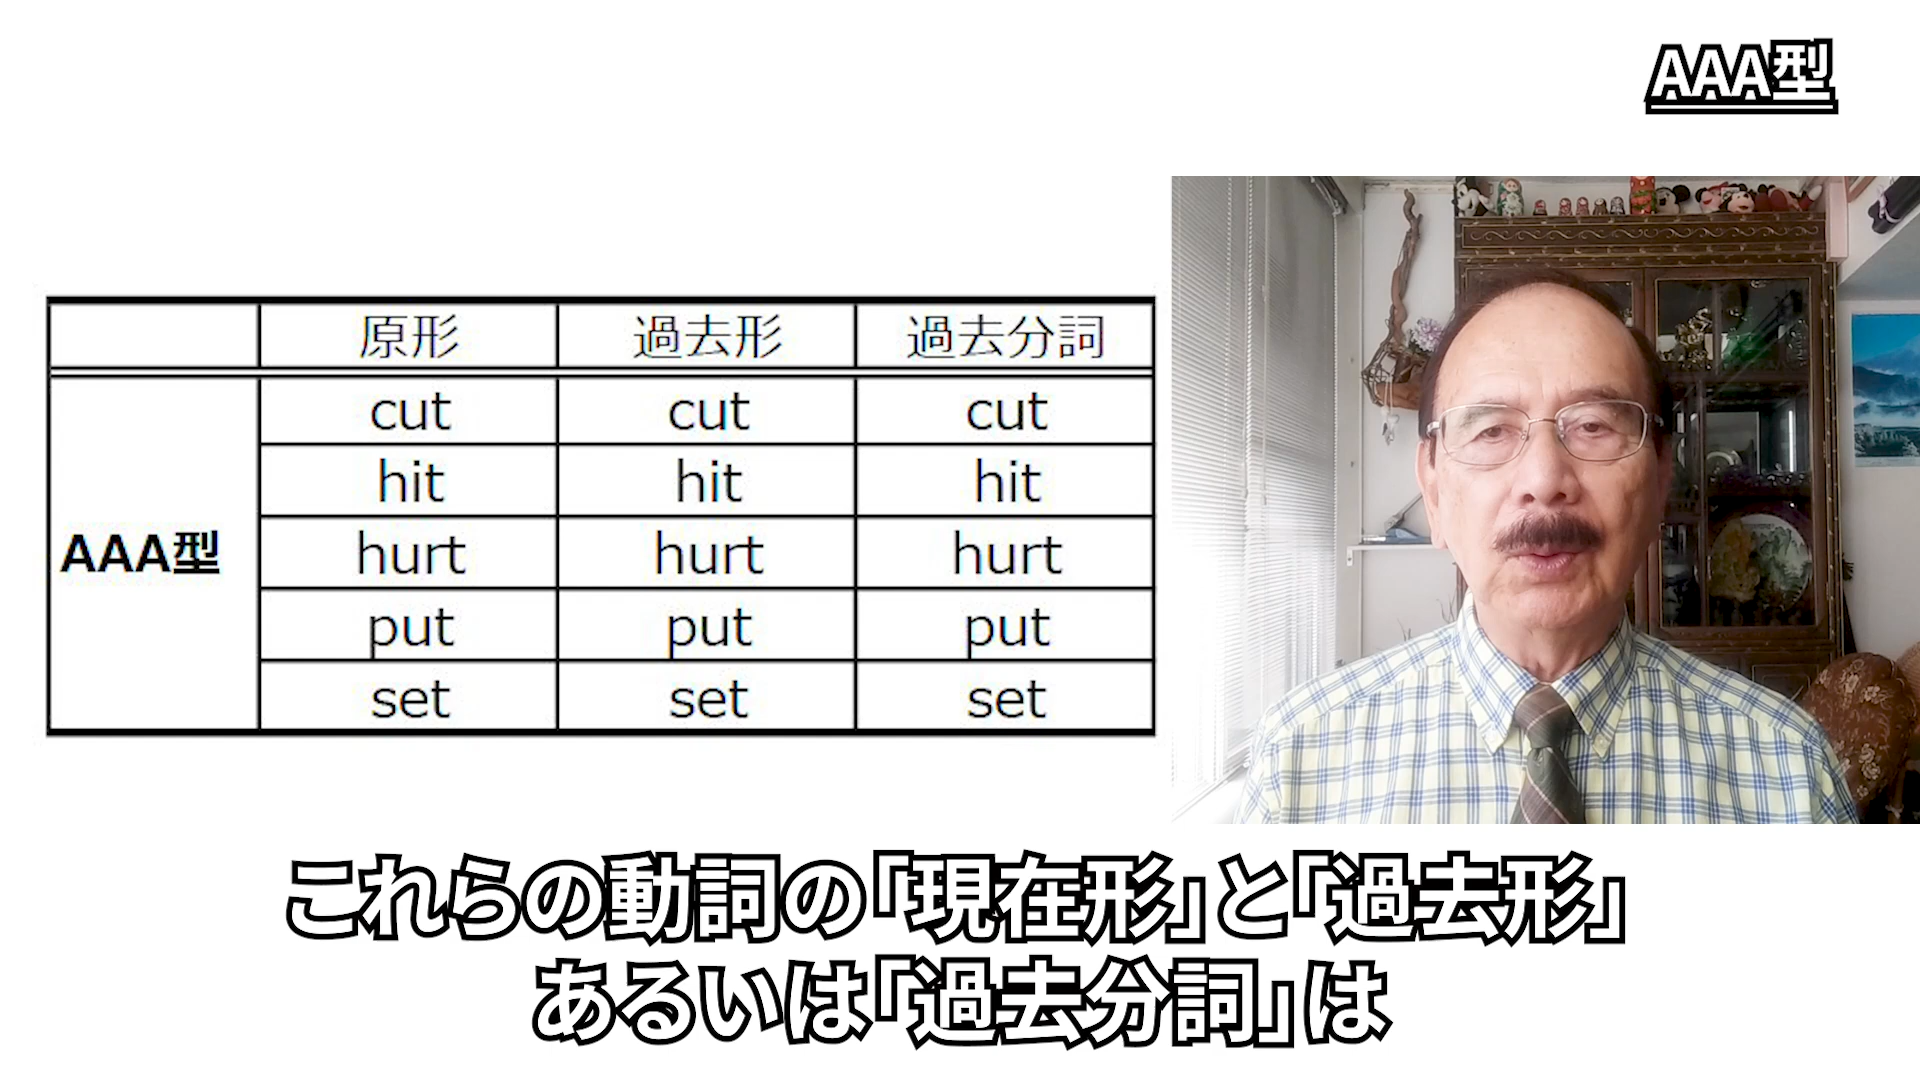 AAA型
原形 過去形 過去分詞
AAA型
cut cut cut
hit hit hit
hurt hurt hurt
put put put
set set set
これらの動詞の「現在形」と「過去形」
あるいは「過去分詞」は